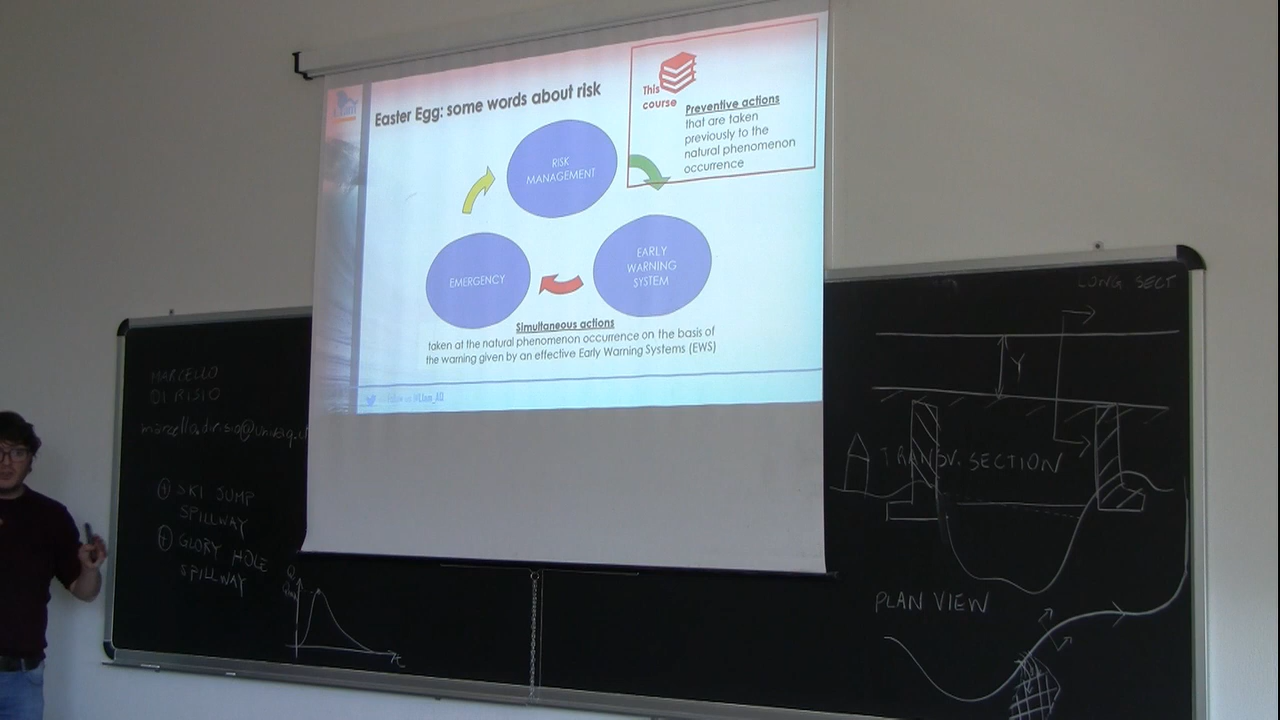 Easter Egg: some words about risk
This
course
Preventive actions
that are taken
previously to the
natural phenomenon
occurrence
RISK
MANAGEMENT
EARLY
WARNING
SYSTEM
EMERGENCY
Simultaneous actions
taken at the natural phenomenon occurrence on the basis of
the warning given by an effective Early Warning Systems (EWS)
MARCELLO
DI RISIO
+ SKI JUMP
SPILLWAY
+ GLORY HOLE
SPILLWAY
Q
t
LONG SECT
Y
TRANSV. SECTION
PLAN VIEW